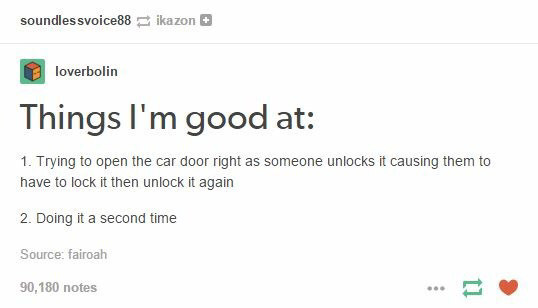 soundlessvoice88 ikazon
loverbolin
Things I'm good at:
1. Trying to open the car door right as someone unlocks it causing them to
have to lock it then unlock it again
2. Doing it a second time
Source: fairoah
90,180 notes